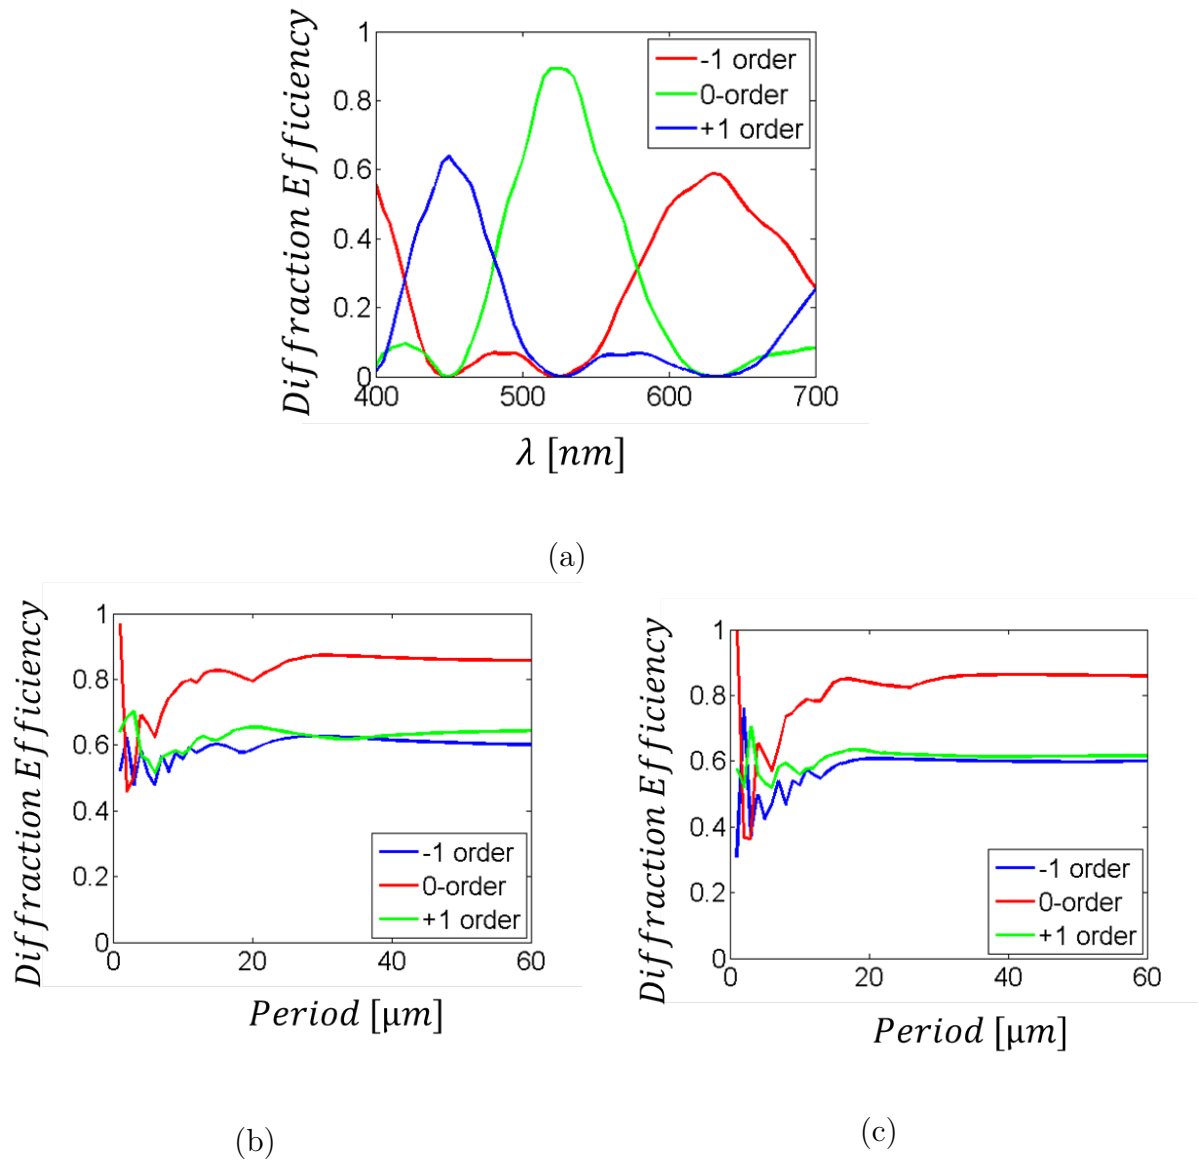 Diffraction Efficiency
1
0.8
0.6
0.4
0.2
0
400
500
600
700
-1 order
0-order
+1 order
λ [nm]
(a)
Diffraction Efficiency
1
0.8
0.6
0.4
0.2
0
0
20
40
60
-1 order
0-order
+1 order
Period [μm]
(b)
Diffraction Efficiency
1
0.8
0.6
0.4
0.2
0
0
20
40
60
-1 order
0-order
+1 order
Period [μm]
(c)